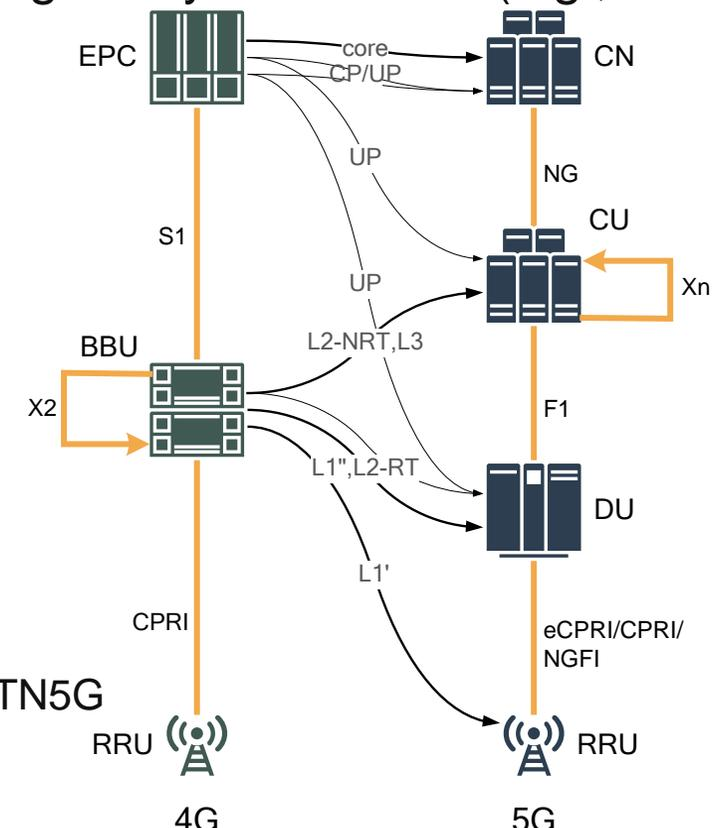 EPC
core
CP/UP
CN
UP
NG
S1
CU
UP
Xn
BBU
L2-NRT,L3
X2
F1
L1",L2-RT
DU
L1'
CPRI
eCPRI/CPRI/
NGFI
TN5G
RRU
RRU
4G
5G